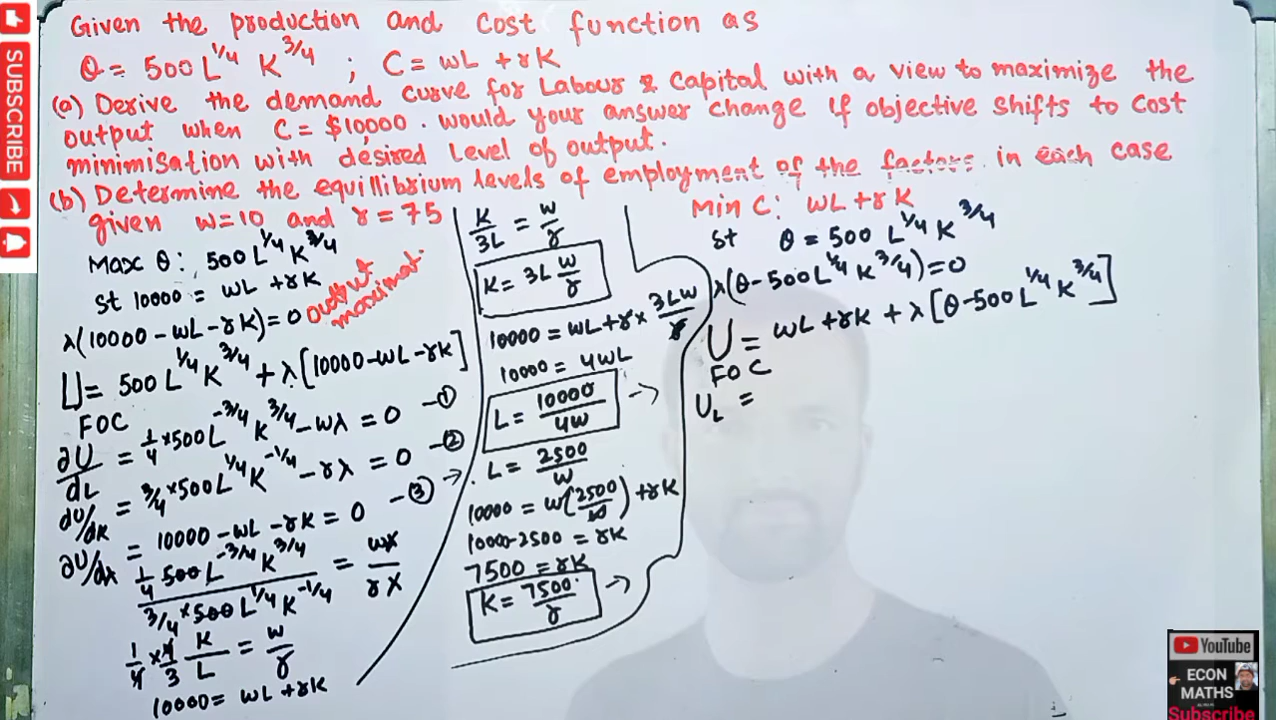 Given the production and cost function as
Q = 500 L^1/4 K^3/4 ; C = wL + rK
(a) Derive the demand curve for Labour & Capital with a view to maximize the
output when C = $10,000. would your answer change if objective shifts to cost
minimisation with desired level of output.
(b) Determine the equillibrium levels of employment of the factors in each case
given w=10 and r=75
Max Q: 500 L^1/4 K^3/4
st 10000 = wL + rK
output
maximat.
λ(10000 - wL - rK) = 0
U = 500 L^1/4 K^3/4 + λ[10000 - wL - rK]
FOC
∂U/dL = 1/4 × 500 L^-3/4 K^3/4 - wλ = 0 -①
∂U/∂K = 3/4 × 500 L^1/4 K^-1/4 - rλ = 0 -②
∂U/∂λ = 10000 - wL - rK = 0 -③ →
1/4 500 L^-3/4 K^3/4 / 3/4 × 500 L^1/4 K^-1/4 = wλ/rλ
1/4 × 4/3 K/L = w/r
10000 = wL + rK
K/3L = w/r
K = 3L w/r
10000 = wL + r × 3Lw/r
10000 = 4wL
L = 10000/4w →
L = 2500/w
10000 = w(2500/w) + rK
10000-2500 = rK
7500 = rK
K = 7500/r →
Min C: wL + rK
st Q = 500 L^1/4 K^3/4
λ(Q - 500 L^1/4 K^3/4) = 0
U = wL + rK + λ[Q - 500 L^1/4 K^3/4]
FOC
U_L =
SUBSCRIBE
YouTube
ECON
MATHS
Subscribe